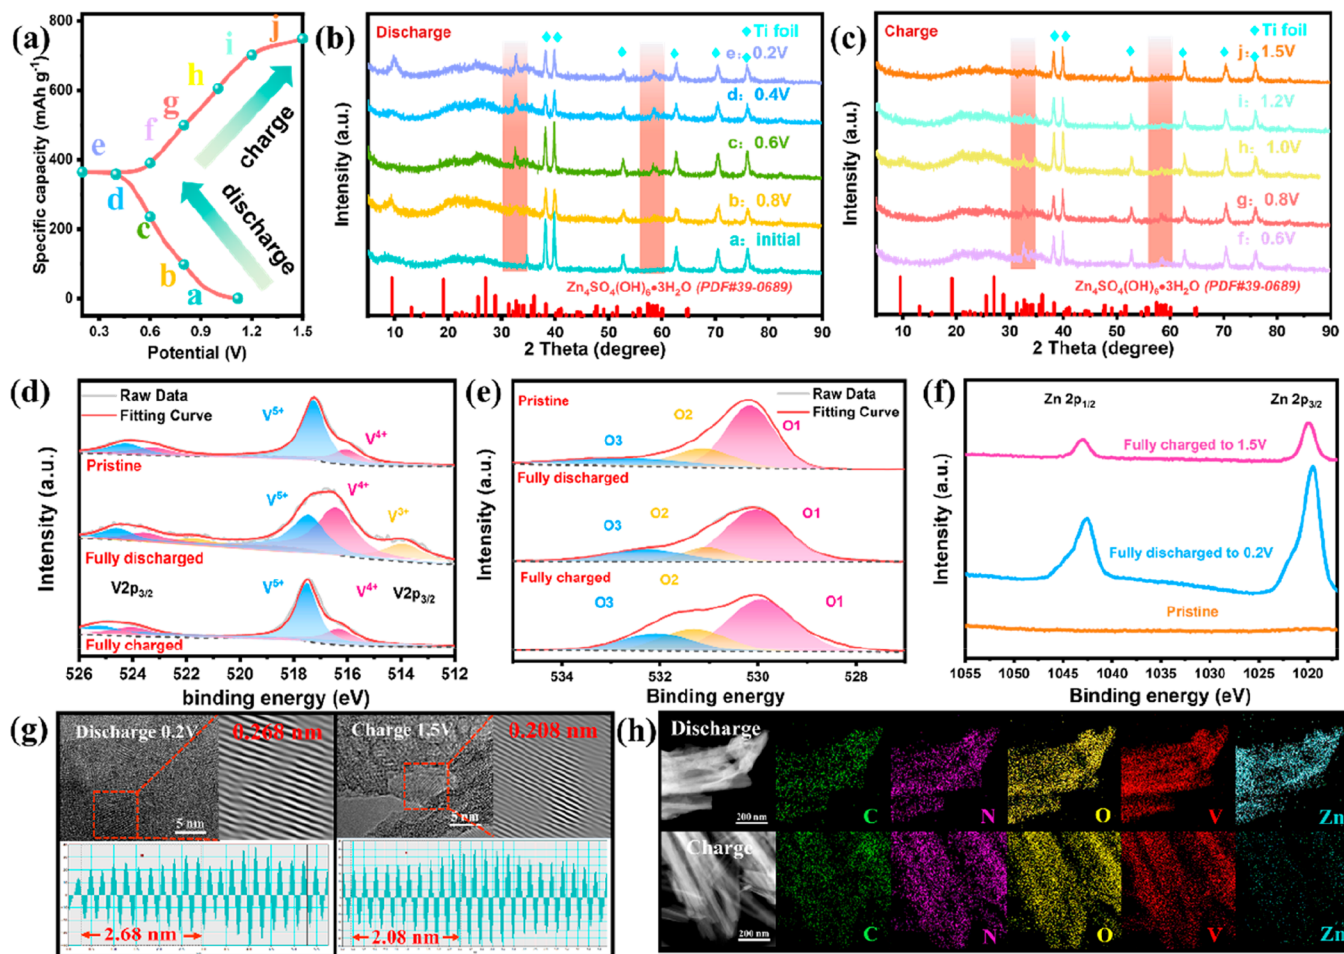 (a)
Specific capacity (mAh g⁻¹)
800
600
400
200
0
e
d
c
b
a
f
g
h
i
j
charge
discharge
0.3 0.6 0.9 1.2 1.5
Potential (V)
(b)
Intensity (a.u.)
Discharge
Ti foil
e: 0.2V
d: 0.4V
c: 0.6V
b: 0.8V
a: initial
Zn₄SO₄(OH)₆•3H₂O (PDF#39-0689)
10 20 30 40 50 60 70 80 90
2 Theta (degree)
(c)
Intensity (a.u.)
Charge
Ti foil
j: 1.5V
i: 1.2V
h: 1.0V
g: 0.8V
f: 0.6V
Zn₄SO₄(OH)₆•3H₂O (PDF#39-0689)
10 20 30 40 50 60 70 80 90
2 Theta (degree)
(d)
Intensity (a.u.)
Raw Data
Fitting Curve
V⁵⁺
V⁴⁺
Pristine
V⁵⁺
V⁴⁺
V³⁺
Fully discharged
V2p₃/₂
V⁵⁺
V⁴⁺
V2p₃/₂
Fully charged
526 524 522 520 518 516 514 512
binding energy (eV)
(e)
Intensity (a.u.)
Pristine
Raw Data
Fitting Curve
O3
O2
O1
Fully discharged
O3
O2
O1
Fully charged
O3
O2
O1
534 532 530 528
Binding energy
(f)
Intensity (a.u.)
Zn 2p₁/₂
Zn 2p₃/₂
Fully charged to 1.5V
Fully discharged to 0.2V
Pristine
1055 1050 1045 1040 1035 1030 1025 1020
Binding energy (eV)
(g)
Discharge 0.2V
0.268 nm
5 nm
Charge 1.5V
0.208 nm
5 nm
2.68 nm
2.08 nm
(h)
Discharge
200 nm
C
N
O
V
Zn
Charge
200 nm
C
N
O
V
Zn